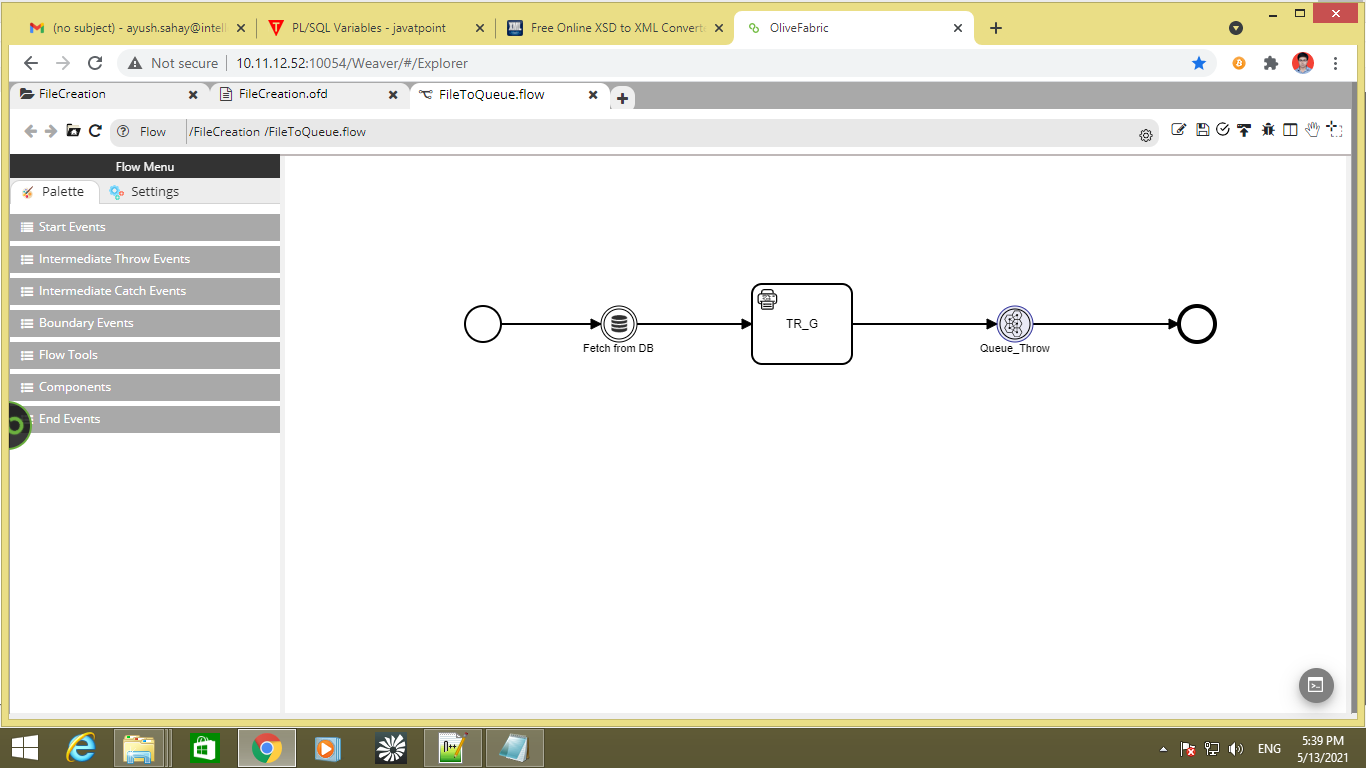 (no subject) - ayush.sahay@intell
PL/SQL Variables - javatpoint
Free Online XSD to XML Converte
OliveFabric
Not secure
10.11.12.52:10054/Weaver/#/Explorer
FileCreation
FileCreation.ofd
FileToQueue.flow
Flow
/FileCreation /FileToQueue.flow
Flow Menu
Palette
Settings
Start Events
Intermediate Throw Events
Intermediate Catch Events
Boundary Events
Flow Tools
Components
End Events
Fetch from DB
TR_G
Queue_Throw
ENG
5:39 PM
5/13/2021